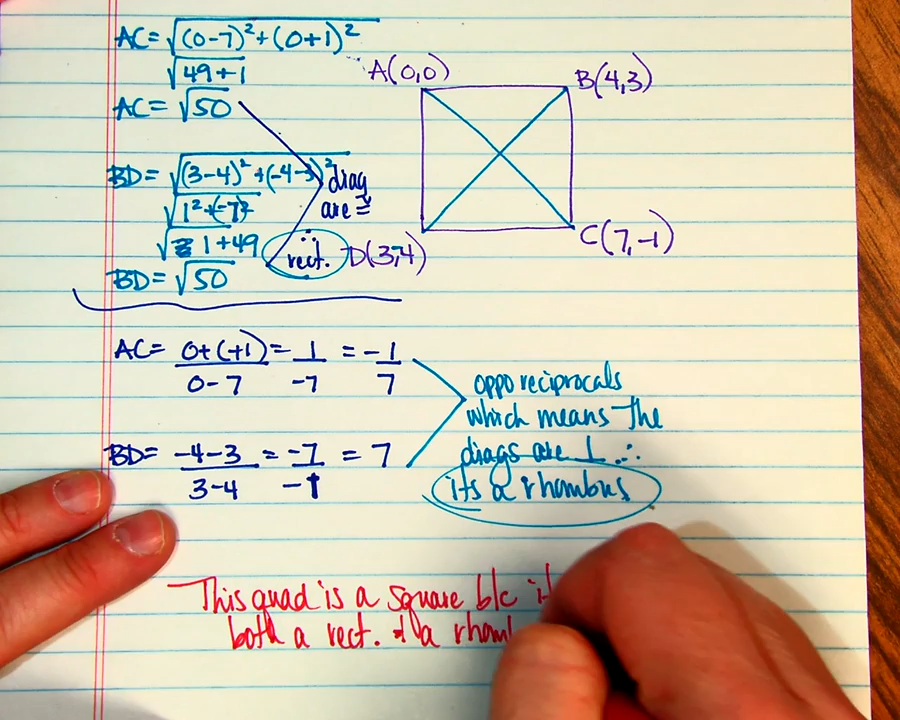 AC = √(0-7)²+(0+1)²
√49+1
AC = √50
BD = √(3-4)²+(-4-3)²
√1²+(-7)²
√1+49
BD = √50
diag
are ≅
∴
rect.
A(0,0)
B(4,3)
C(7,-1)
D(3,-4)
AC = 0+(+1)/0-7 = 1/-7 = -1/7
BD = -4-3/3-4 = -7/-1 = 7
oppo reciprocals
which means the
diags are ⊥ ∴
its a rhombus
This quad is a square b/c
both a rect. & a